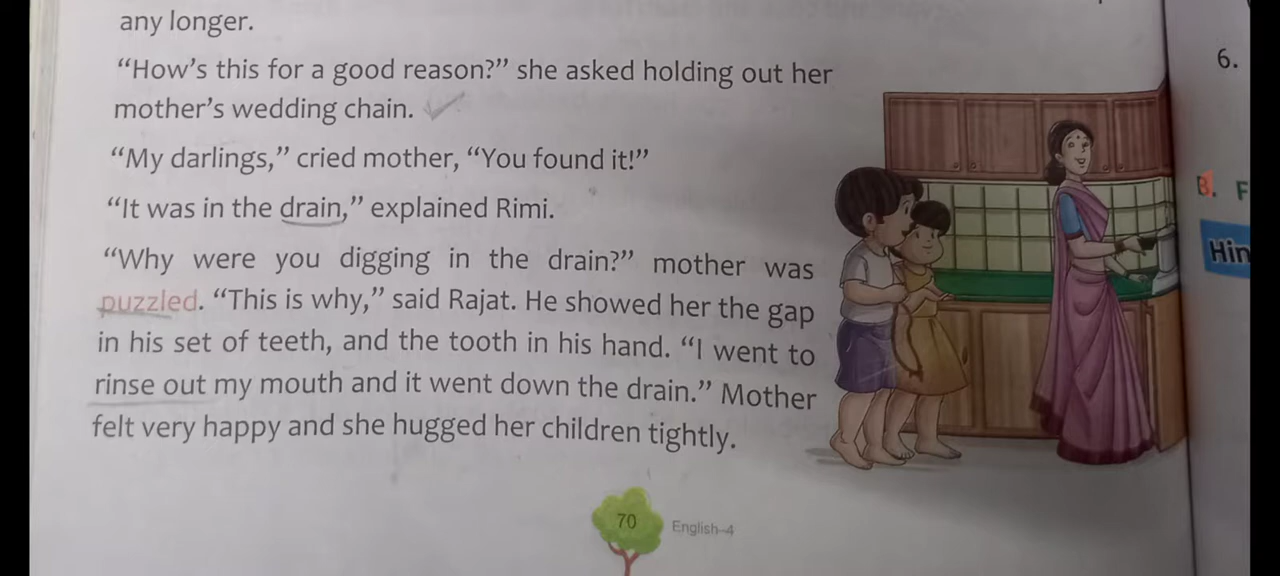 any longer.
“How’s this for a good reason?” she asked holding out her
mother’s wedding chain.
“My darlings,” cried mother, “You found it!”
“It was in the drain,” explained Rimi.
“Why were you digging in the drain?” mother was
puzzled. “This is why,” said Rajat. He showed her the gap
in his set of teeth, and the tooth in his hand. “I went to
rinse out my mouth and it went down the drain.” Mother
felt very happy and she hugged her children tightly.
70
English-4
6.
B. F
Hin